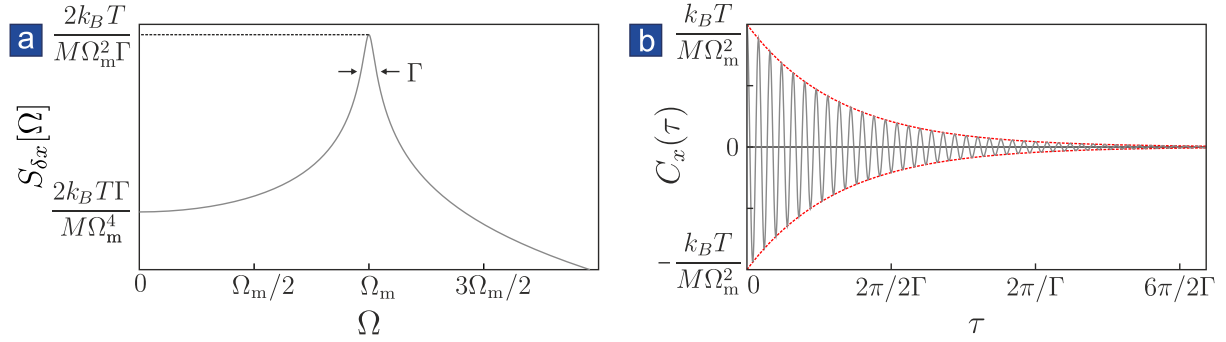 a
2k_BT
MΩ_m^2Γ
Γ
S_δx[Ω]
2k_BTΓ
MΩ_m^4
0
Ω_m/2
Ω_m
3Ω_m/2
Ω
b
k_BT
MΩ_m^2
C_x(τ)
0
-k_BT
MΩ_m^2
0
2π/2Γ
2π/Γ
6π/2Γ
τ